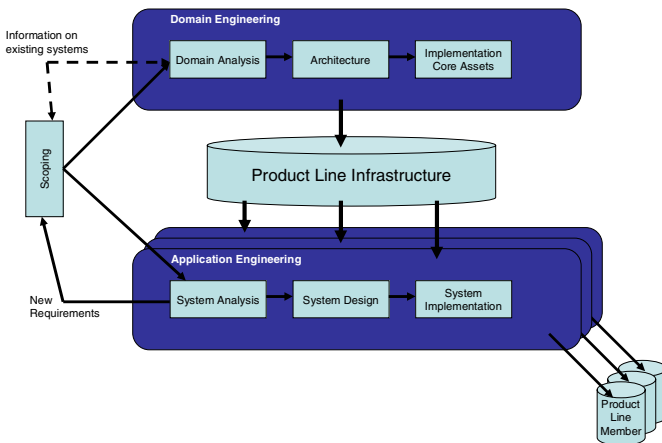 Domain Engineering
Information on
existing systems
Domain Analysis
Architecture
Implementation
Core Assets
Scoping
Product Line Infrastructure
Application Engineering
System Analysis
System Design
System
Implementation
New
Requirements
Product
Line
Member